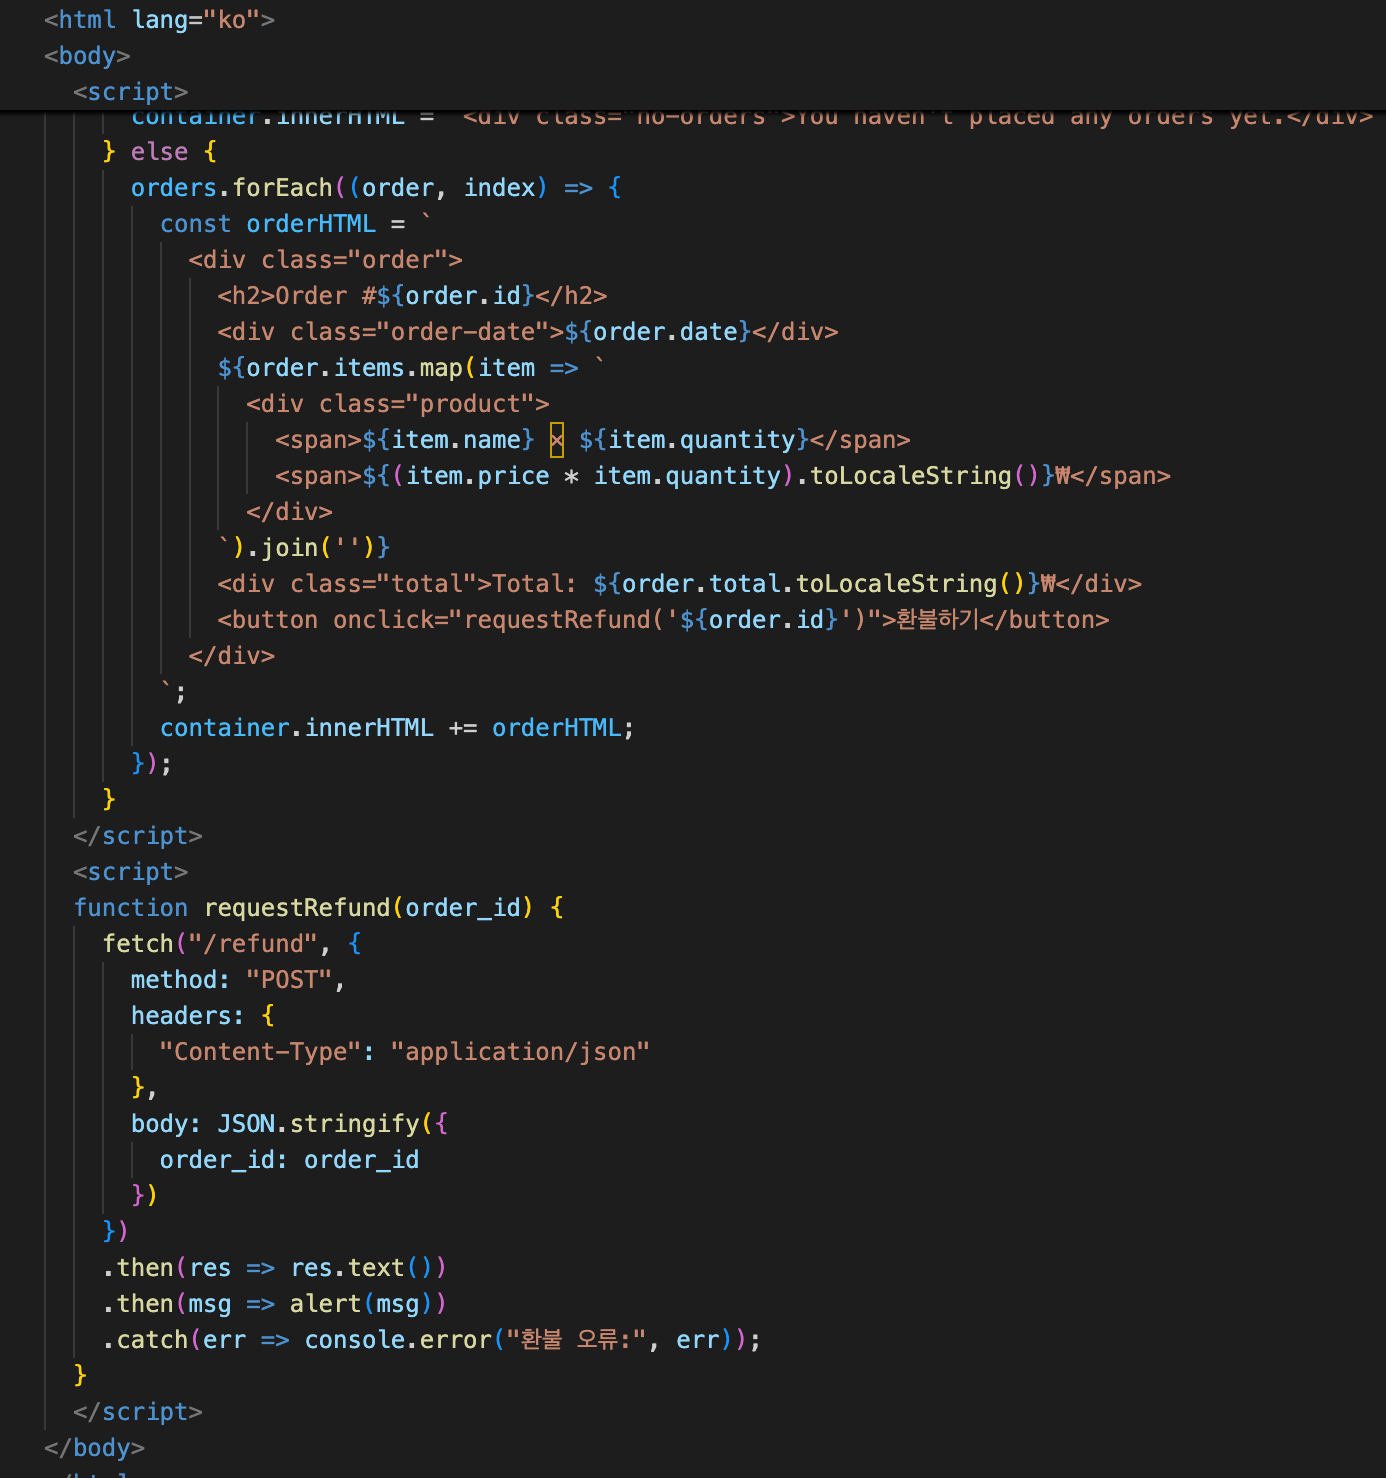 <html lang="ko">
<body>
<script>
container.innerHTML = `<div class="no-orders">You haven't placed any orders yet.</div>
} else {
orders.forEach((order, index) => {
const orderHTML = `
<div class="order">
<h2>Order #${order.id}</h2>
<div class="order-date">${order.date}</div>
${order.items.map(item => `
<div class="product">
<span>${item.name} × ${item.quantity}</span>
<span>${(item.price * item.quantity).toLocaleString()}₩</span>
</div>
`).join('')}
<div class="total">Total: ${order.total.toLocaleString()}₩</div>
<button onclick="requestRefund('${order.id}')">환불하기</button>
</div>
`;
container.innerHTML += orderHTML;
});
}
</script>
<script>
function requestRefund(order_id) {
fetch("/refund", {
method: "POST",
headers: {
"Content-Type": "application/json"
},
body: JSON.stringify({
order_id: order_id
})
})
.then(res => res.text())
.then(msg => alert(msg))
.catch(err => console.error("환불 오류:", err));
}
</script>
</body>